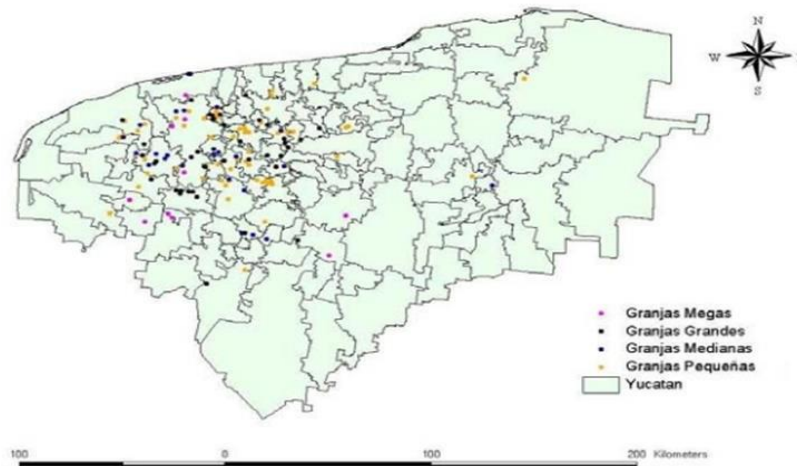 N
W
E
S
Granjas Megas
Granjas Grandes
Granjas Medianas
Granjas Pequeñas
Yucatan
100 0 100 200 Kilometers